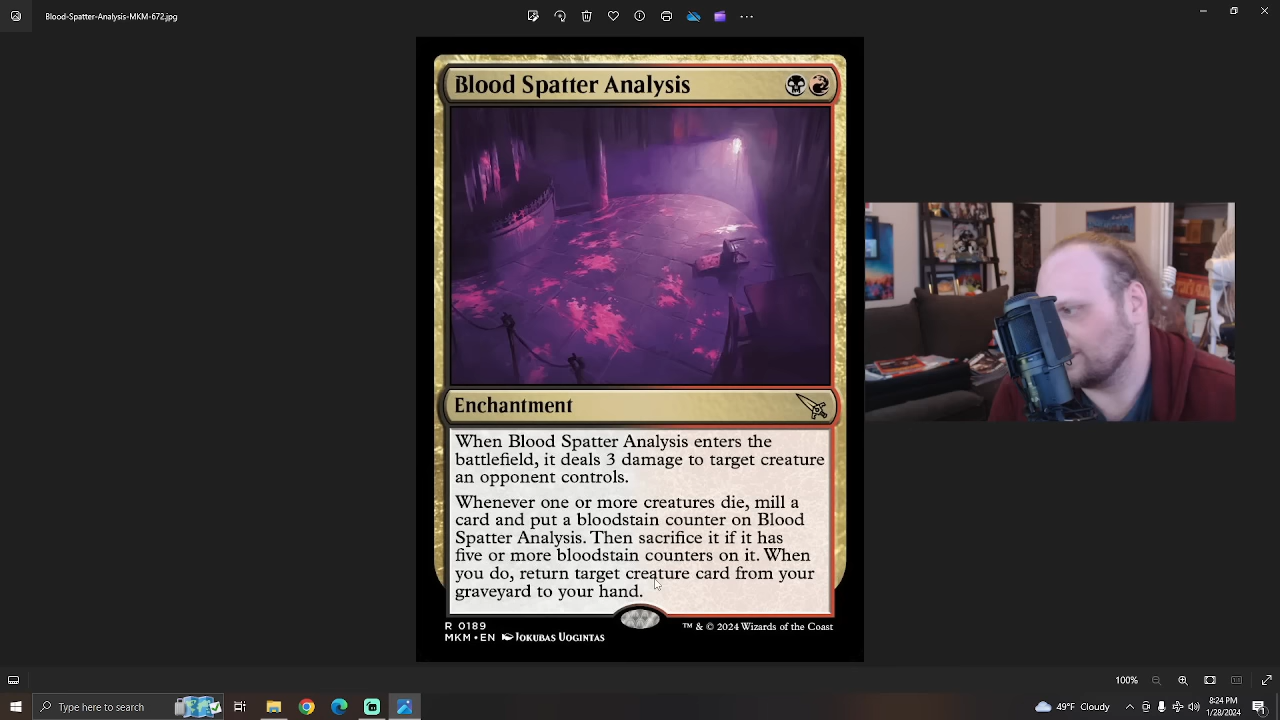 Blood-Spatter-Analysis-MKM-672.jpg
Blood Spatter Analysis
Enchantment
When Blood Spatter Analysis enters the
battlefield, it deals 3 damage to target creature
an opponent controls.
Whenever one or more creatures die, mill a
card and put a bloodstain counter on Blood
Spatter Analysis. Then sacrifice it if it has
five or more bloodstain counters on it. When
you do, return target creature card from your
graveyard to your hand.
R 0189
MKM • EN Jokubas Uogintas
™ & © 2024 Wizards of the Coast
100%
Type here to search
49°F Cloudy
8:24 PM
1/28/2024